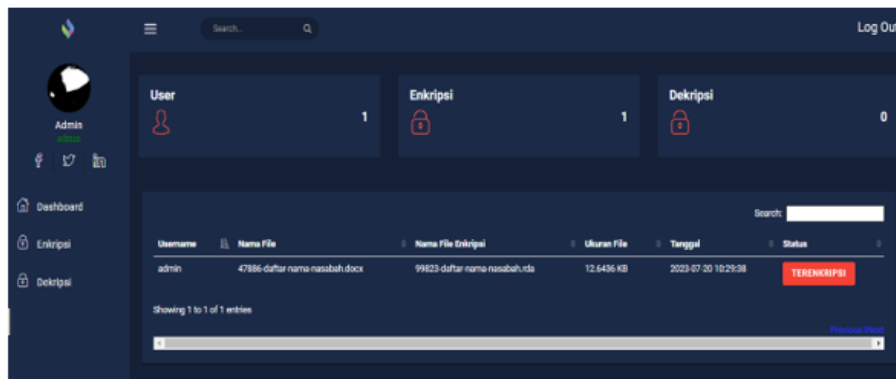 Search...
Log Out
Admin
admin
Dashboard
Enkripsi
Dekripsi
User
1
Enkripsi
1
Dekripsi
0
Search:
Username Nama File Nama File Enkripsi Ukuran File Tanggal Status
admin 47886-daftar-nama-nasabah.docx 99823-daftar-nama-nasabah.rda 12.6436 KB 2023-07-20 10:29:38 TERENKRIPSI
Showing 1 to 1 of 1 entries
Previous1Next